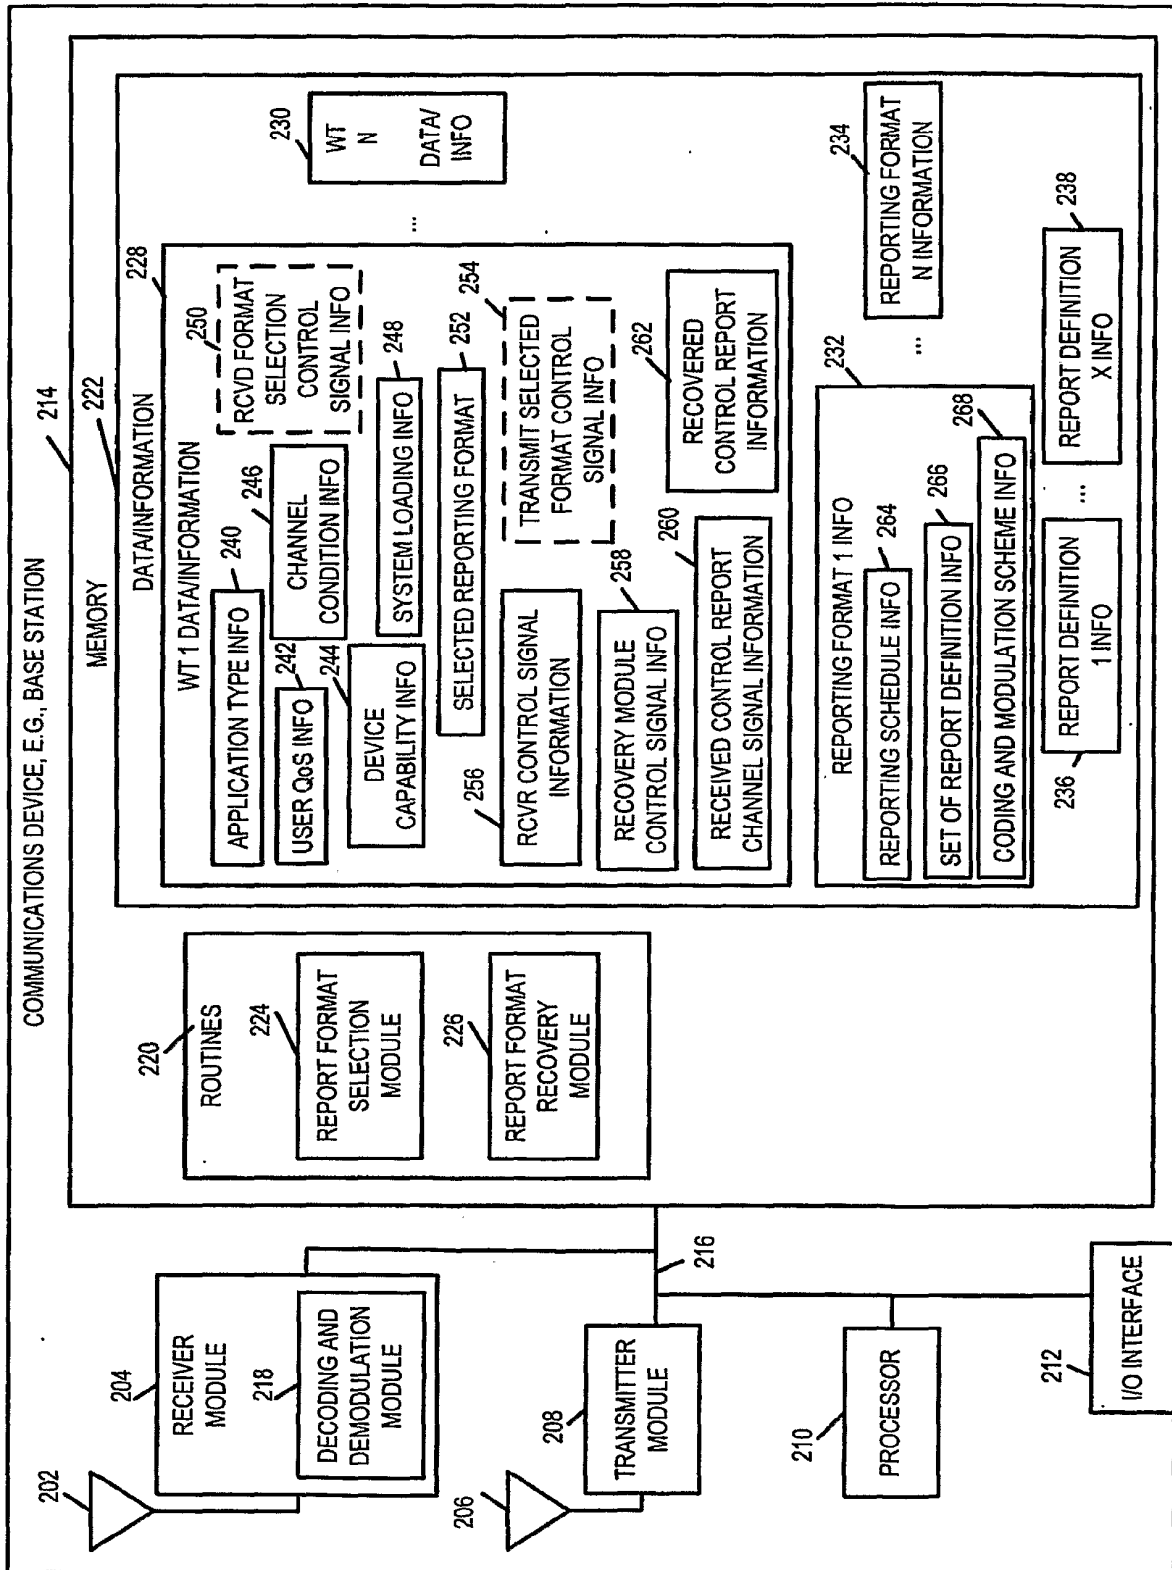 COMMUNICATIONS DEVICE, E.G., BASE STATION
214
MEMORY
222
202
204
RECEIVER
MODULE
218
DECODING AND
DEMODULATION
MODULE
206
208
TRANSMITTER
MODULE
216
210
PROCESSOR
212
I/O INTERFACE
220
ROUTINES
224
REPORT FORMAT
SELECTION
MODULE
226
REPORT FORMAT
RECOVERY
MODULE
DATA/INFORMATION
228
WT 1 DATA/INFORMATION
240
APPLICATION TYPE INFO
242
USER QoS INFO
244
DEVICE
CAPABILITY INFO
246
CHANNEL
CONDITION INFO
248
SYSTEM LOADING INFO
250
RCVD FORMAT
SELECTION
CONTROL
SIGNAL INFO
252
SELECTED REPORTING FORMAT
254
TRANSMIT SELECTED
FORMAT CONTROL
SIGNAL INFO
256
RCVR CONTROL SIGNAL
INFORMATION
258
RECOVERY MODULE
CONTROL SIGNAL INFO
260
RECEIVED CONTROL REPORT
CHANNEL SIGNAL INFORMATION
262
RECOVERED
CONTROL REPORT
INFORMATION
...
230
WT
N
DATA/
INFO
232
REPORTING FORMAT 1 INFO
264
REPORTING SCHEDULE INFO
266
SET OF REPORT DEFINITION INFO
268
CODING AND MODULATION SCHEME INFO
...
234
REPORTING FORMAT
N INFORMATION
236
REPORT DEFINITION
1 INFO
...
238
REPORT DEFINITION
X INFO